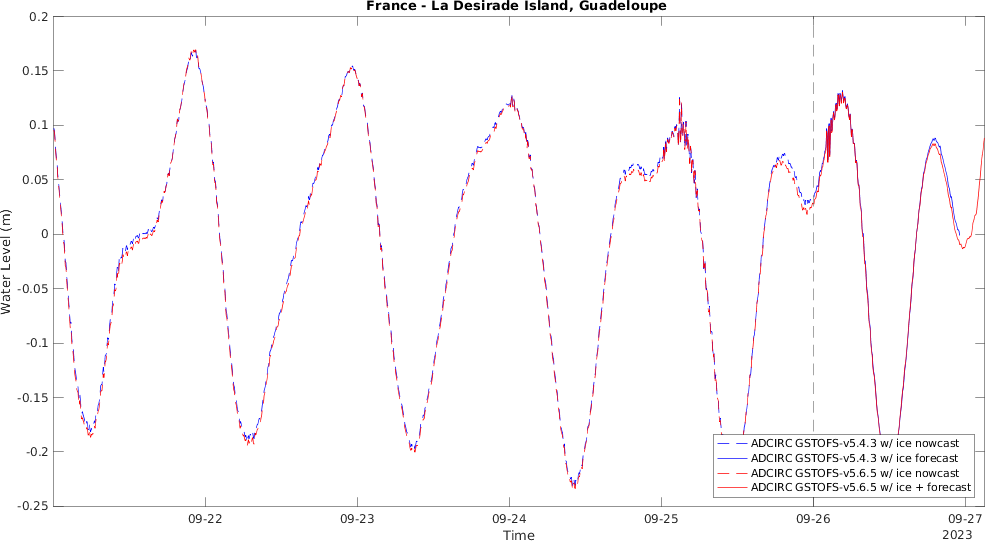 France - La Desirade Island, Guadeloupe
0.2
0.15
0.1
0.05
0
-0.05
-0.1
-0.15
-0.2
-0.25
Water Level (m)
ADCIRC GSTOFS-v5.4.3 w/ ice nowcast
ADCIRC GSTOFS-v5.4.3 w/ ice forecast
ADCIRC GSTOFS-v5.6.5 w/ ice nowcast
ADCIRC GSTOFS-v5.6.5 w/ ice + forecast
09-22 09-23 09-24 09-25 09-26 09-27
Time 2023